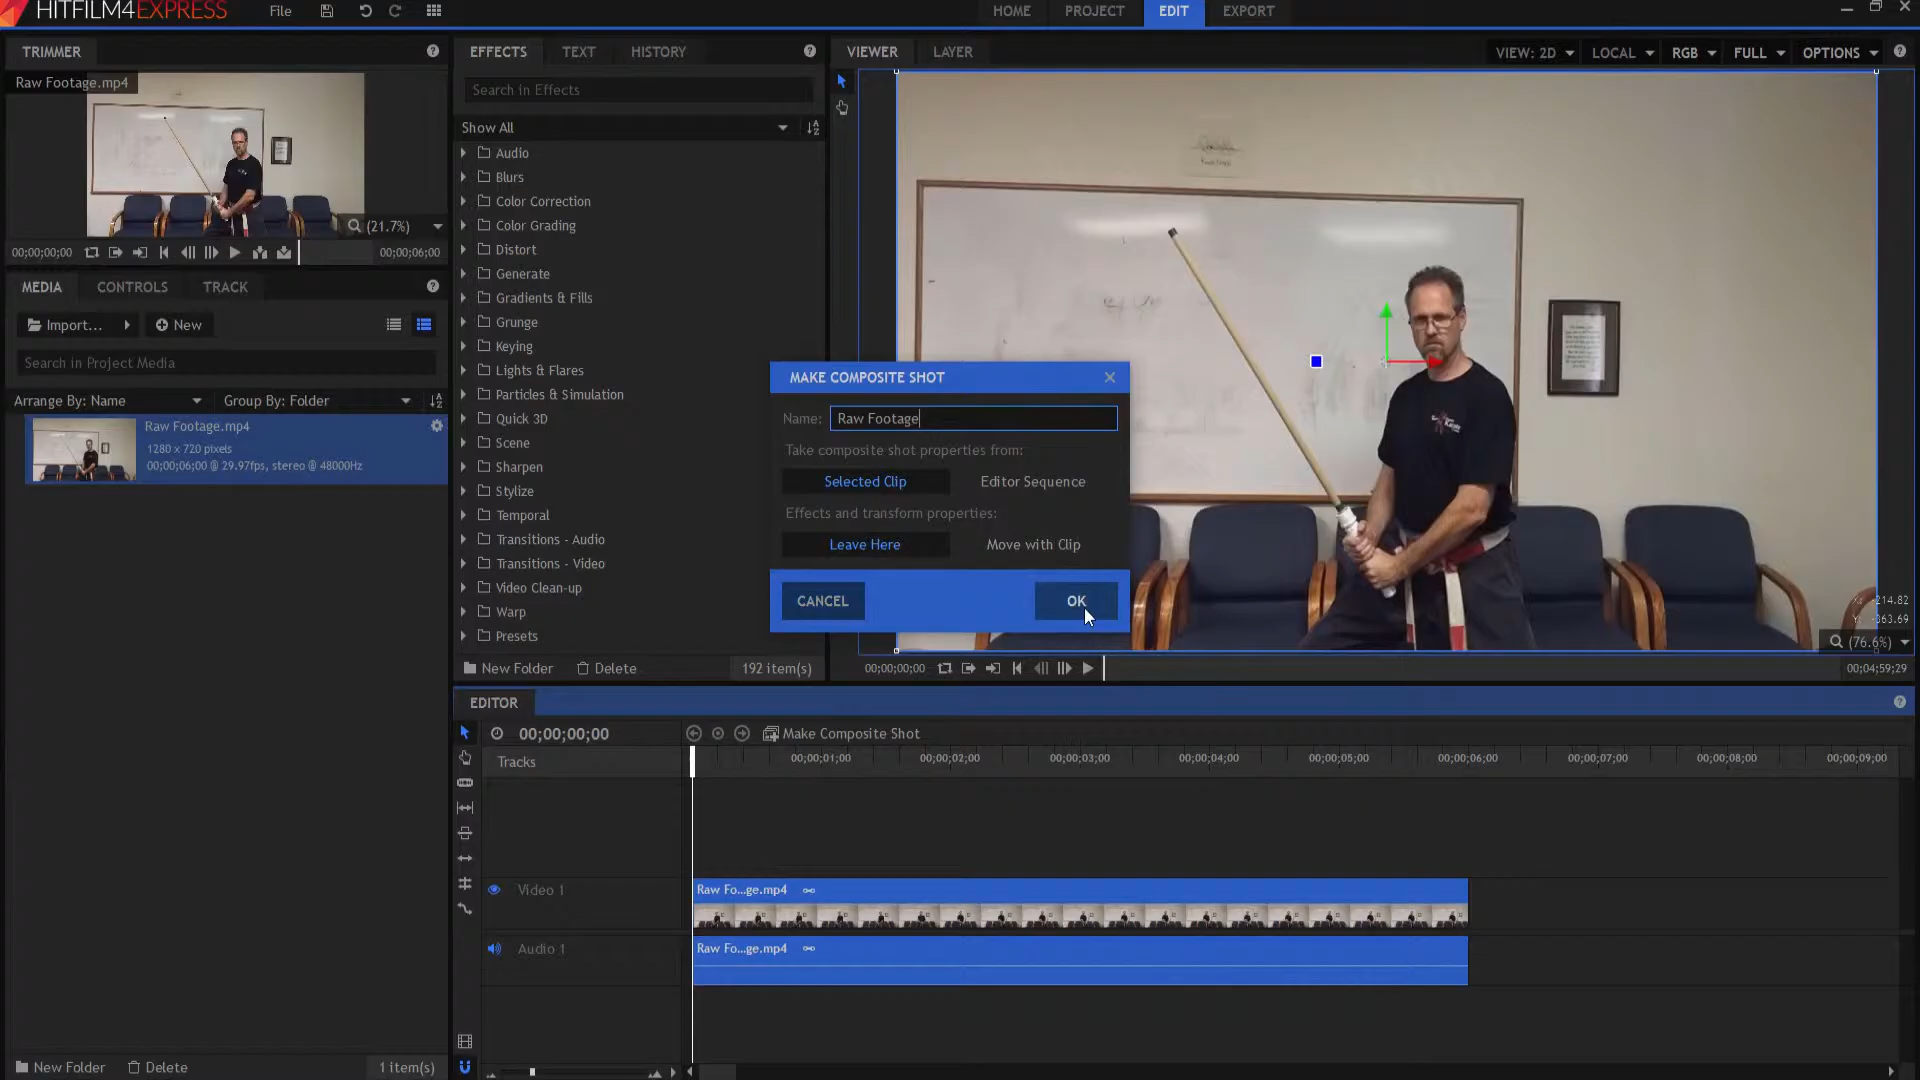 HITFILM4EXPRESS
File
HOME
PROJECT
EDIT
EXPORT
TRIMMER
Raw Footage.mp4
(21.7%)
00;00;00;00
00;00;06;00
MEDIA
CONTROLS
TRACK
Import...
New
Search in Project Media
Arrange By: Name
Group By: Folder
Raw Footage.mp4
1280 x 720 pixels
00;00;06;00 @ 29.97fps, stereo @ 48000Hz
New Folder
Delete
1 item(s)
EFFECTS
TEXT
HISTORY
Search in Effects
Show All
Audio
Blurs
Color Correction
Color Grading
Distort
Generate
Gradients & Fills
Grunge
Keying
Lights & Flares
Particles & Simulation
Quick 3D
Scene
Sharpen
Stylize
Temporal
Transitions - Audio
Transitions - Video
Video Clean-up
Warp
Presets
New Folder
Delete
192 item(s)
VIEWER
LAYER
VIEW: 2D
LOCAL
RGB
FULL
OPTIONS
MAKE COMPOSITE SHOT
Name: Raw Footage
Take composite shot properties from:
Selected Clip
Editor Sequence
Effects and transform properties:
Leave Here
Move with Clip
CANCEL
OK
(76.6%)
00;00;00;00
00;04;59;29
EDITOR
00;00;00;00
Make Composite Shot
Tracks
00;00;01;00
00;00;02;00
00;00;03;00
00;00;04;00
00;00;05;00
00;00;06;00
00;00;07;00
00;00;08;00
00;00;09;00
Video 1
Raw Fo...ge.mp4
Audio 1
Raw Fo...ge.mp4